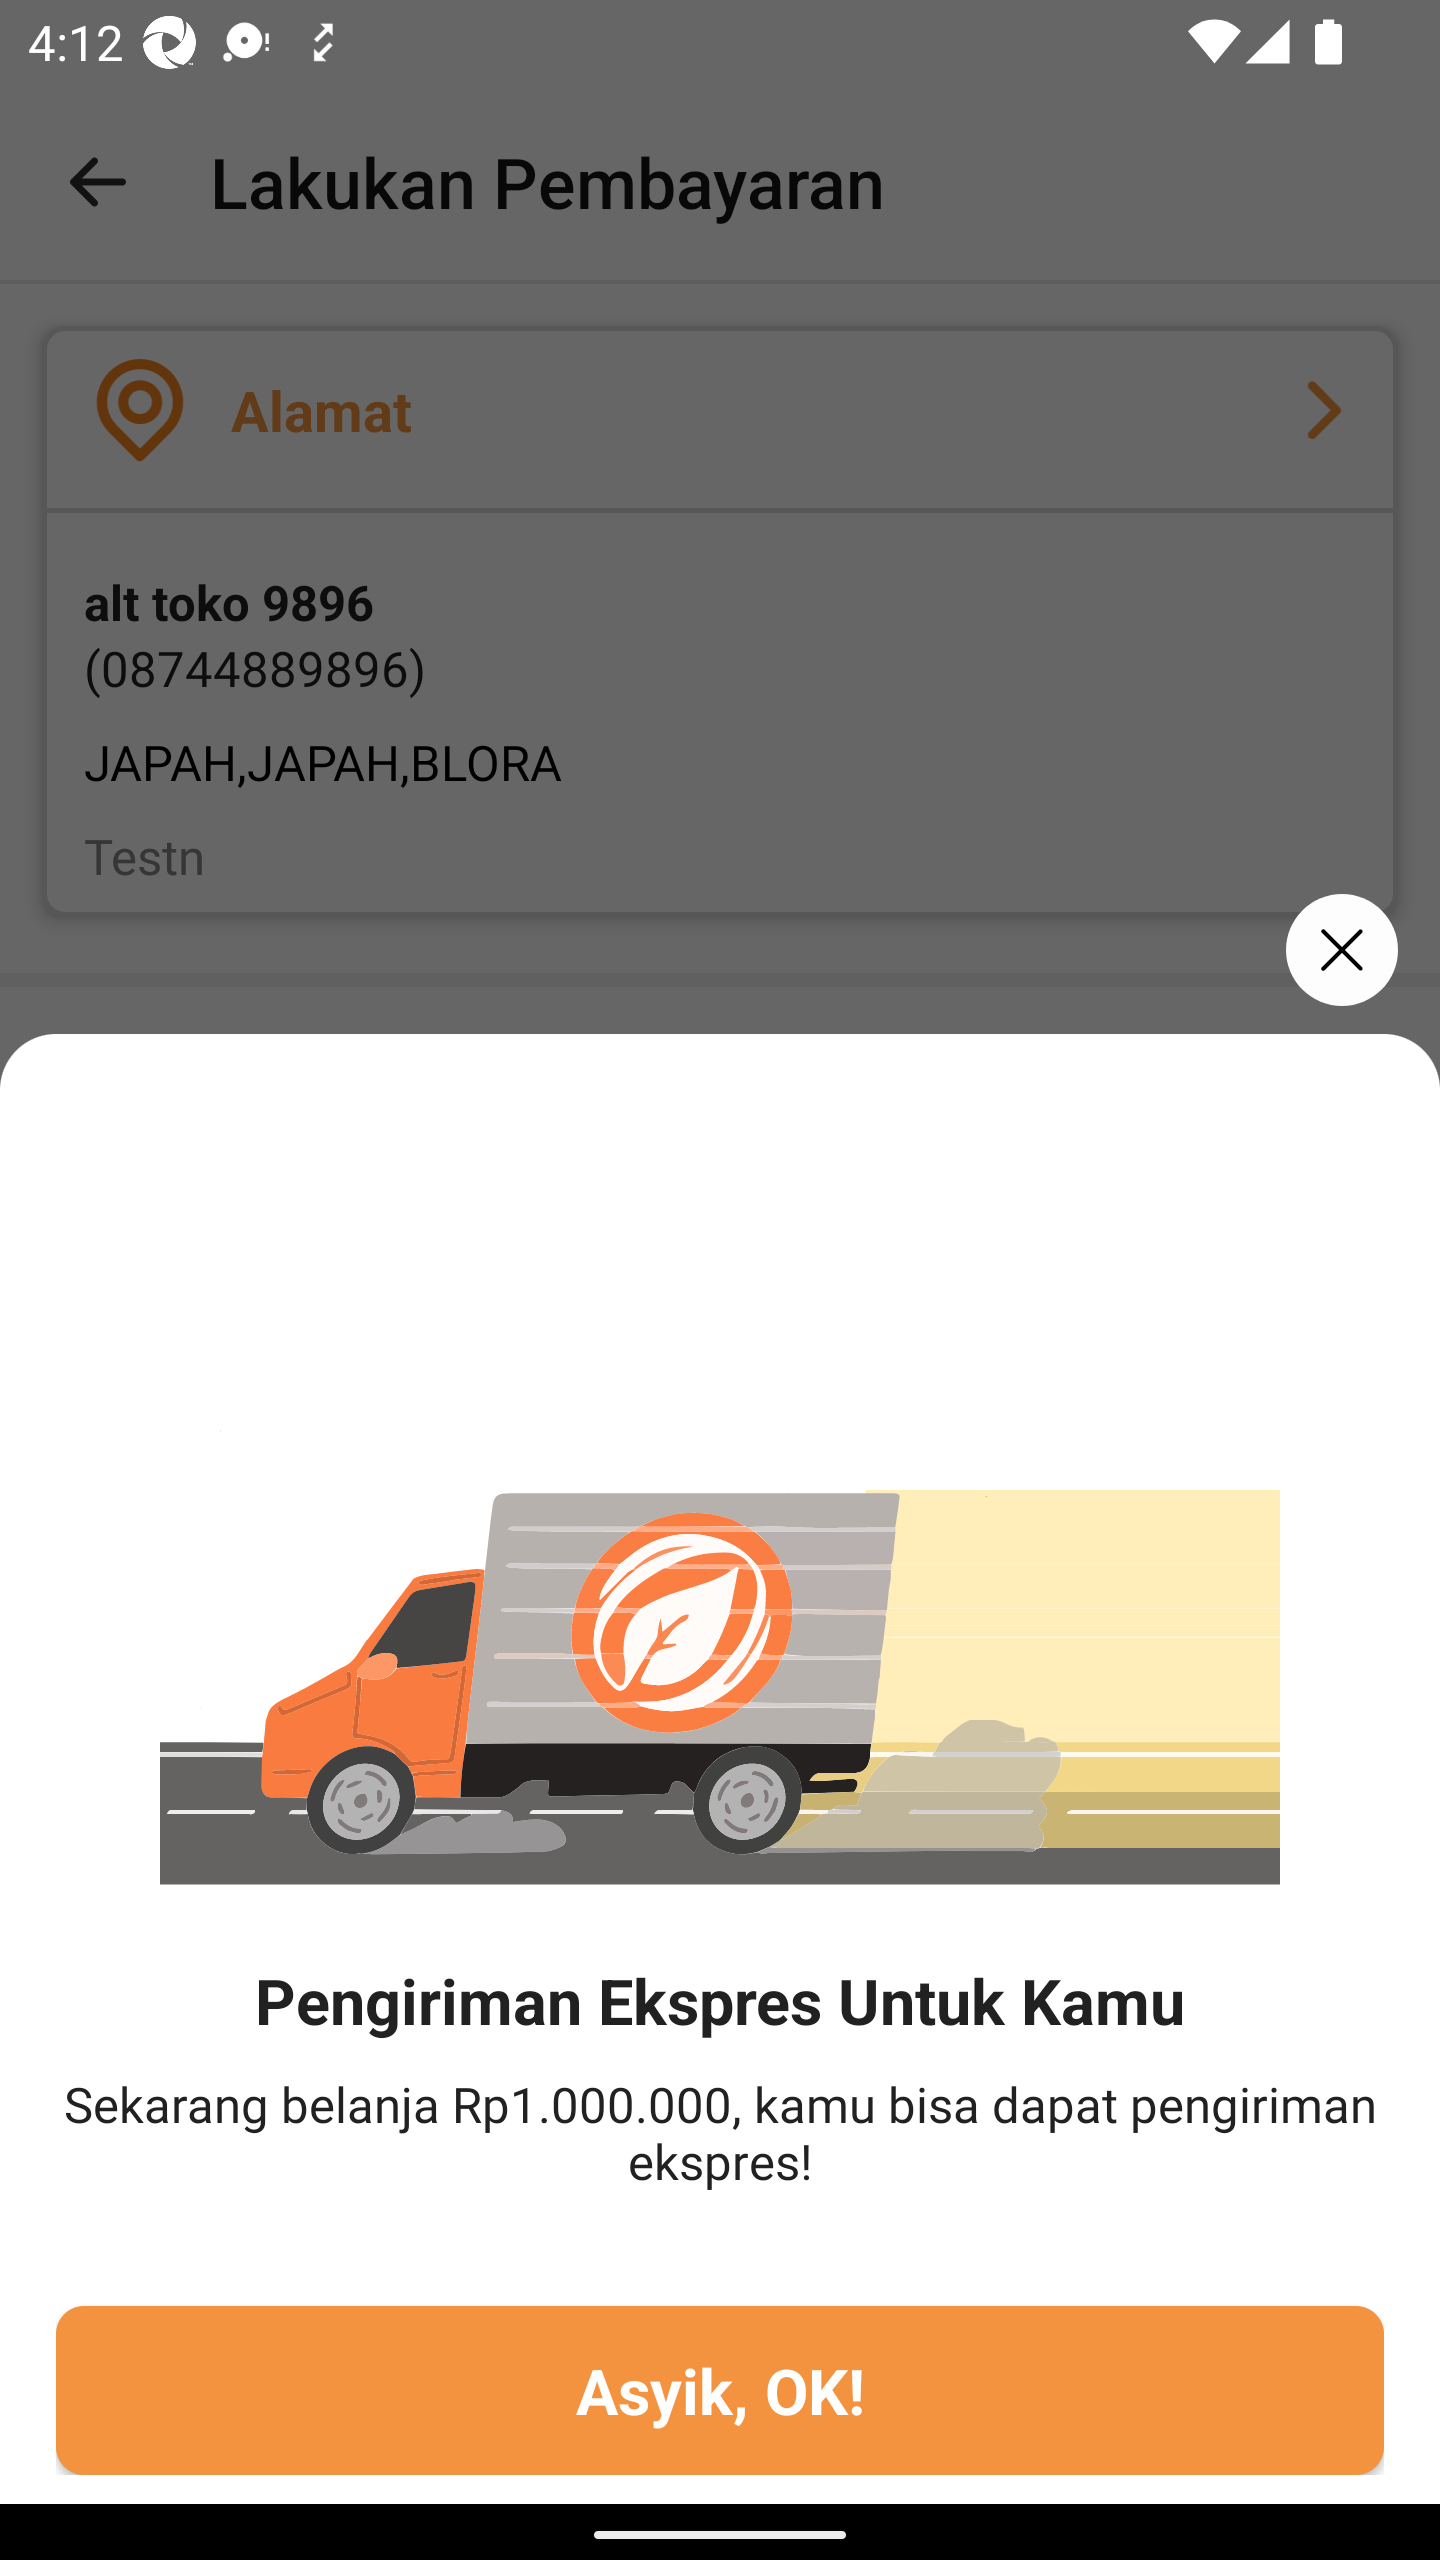 4:12
Lakukan Pembayaran
Alamat
alt toko 9896
(08744889896)
JAPAH,JAPAH,BLORA
Testn
Pengiriman Ekspres Untuk Kamu
Sekarang belanja Rp1.000.000, kamu bisa dapat pengiriman
ekspres!
Asyik, OK!